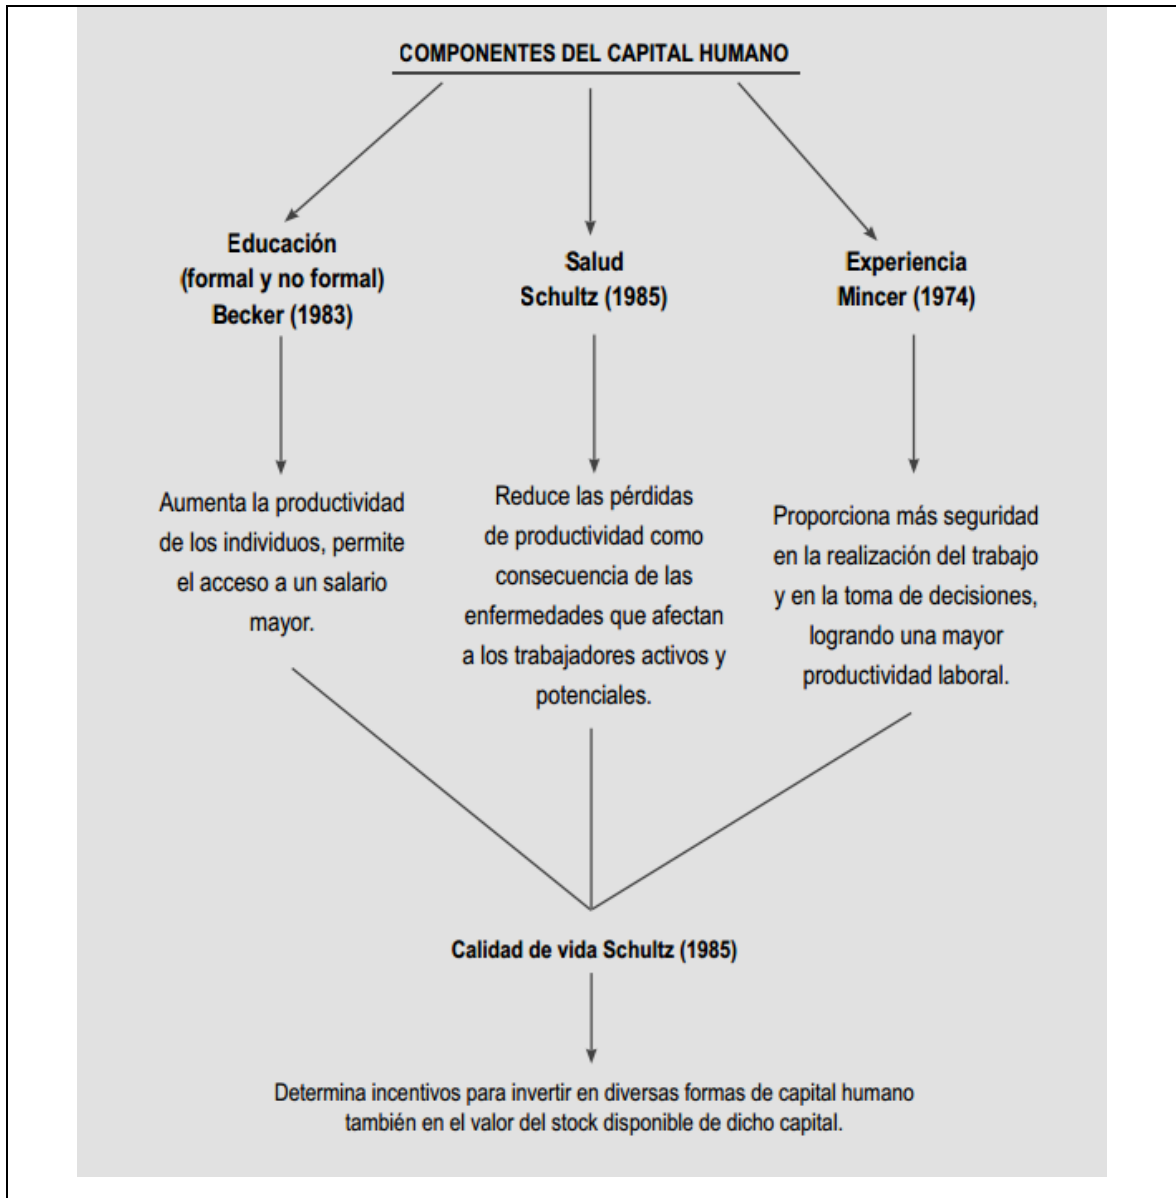 COMPONENTES DEL CAPITAL HUMANO
Educación
(formal y no formal)
Becker (1983)
Salud
Schultz (1985)
Experiencia
Mincer (1974)
Aumenta la productividad
de los individuos, permite
el acceso a un salario
mayor.
Reduce las pérdidas
de productividad como
consecuencia de las
enfermedades que afectan
a los trabajadores activos y
potenciales.
Proporciona más seguridad
en la realización del trabajo
y en la toma de decisiones,
logrando una mayor
productividad laboral.
Calidad de vida Schultz (1985)
Determina incentivos para invertir en diversas formas de capital humano
también en el valor del stock disponible de dicho capital.